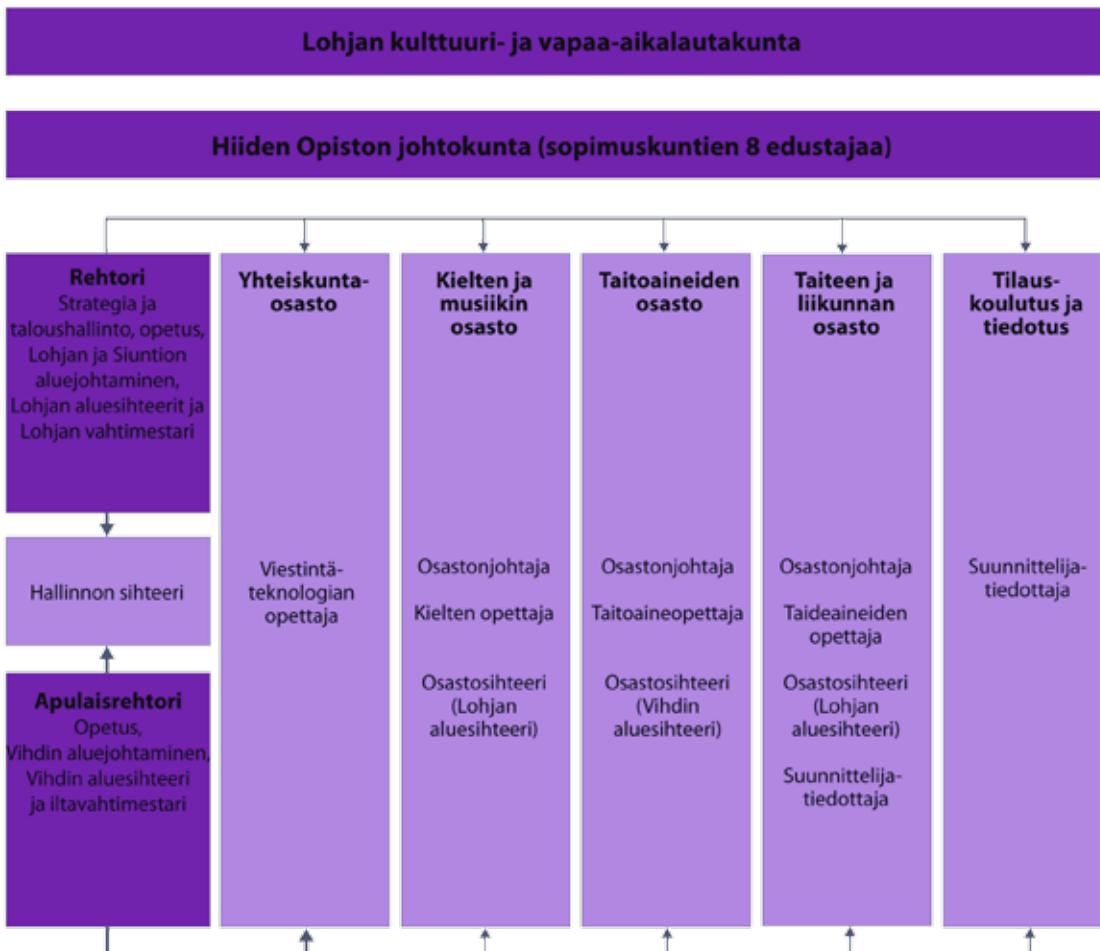 Lohjan kulttuuri- ja vapaa-aikalautakunta
Hiiden Opiston johtokunta (sopimuskuntien 8 edustajaa)
Rehtori
Strategia ja
taloushallinto, opetus,
Lohjan ja Siuntion
aluejohtaminen,
Lohjan aluesihteerit ja
Lohjan vahtimestari
Hallinnon sihteeri
Apulaisrehtori
Opetus,
Vihdin aluejohtaminen,
Vihdin aluesihteeri
ja iltavahtimestari
Yhteiskunta-
osasto
Viestintä-
teknologian
opettaja
Kielten ja
musiikin
osasto
Osastonjohtaja
Kielten opettaja
Osastosihteeri
(Lohjan
aluesihteeri)
Taitoaineiden
osasto
Osastonjohtaja
Taitoaineopettaja
Osastosihteeri
(Vihdin
aluesihteeri)
Taiteen ja
liikunnan
osasto
Osastonjohtaja
Taideaineiden
opettaja
Osastosihteeri
(Lohjan
aluesihteeri)
Suunnittelija-
tiedottaja
Tilaus-
koulutus ja
tiedotus
Suunnittelija-
tiedottaja